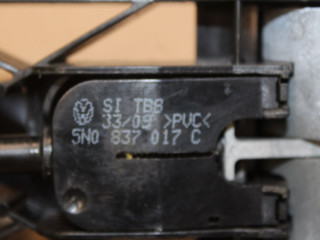 SI TBB
33/09 >PVC<
5N0 837 017 C